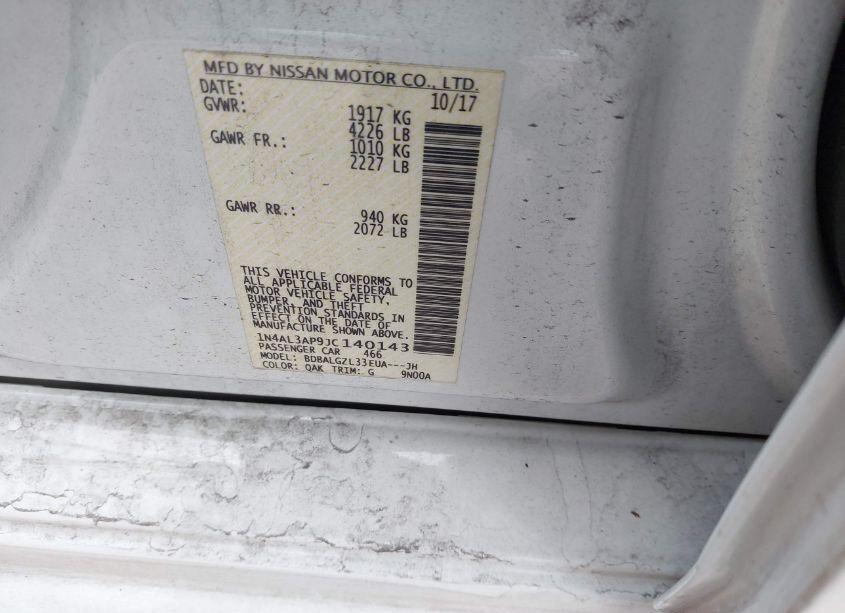 MFD BY NISSAN MOTOR CO., LTD.
DATE: 10/17
GVWR: 1917 KG
4226 LB
GAWR FR.: 1010 KG
2227 LB
GAWR RR.: 940 KG
2072 LB
THIS VEHICLE CONFORMS TO
ALL APPLICABLE FEDERAL
MOTOR VEHICLE SAFETY,
BUMPER, AND THEFT
PREVENTION STANDARDS IN
EFFECT ON THE DATE OF
MANUFACTURE SHOWN ABOVE.
1N4AL3AP9JC140143
PASSENGER CAR 466
MODEL: BDBALGZL33EUA---JH
COLOR: QAK TRIM: G 9N00A